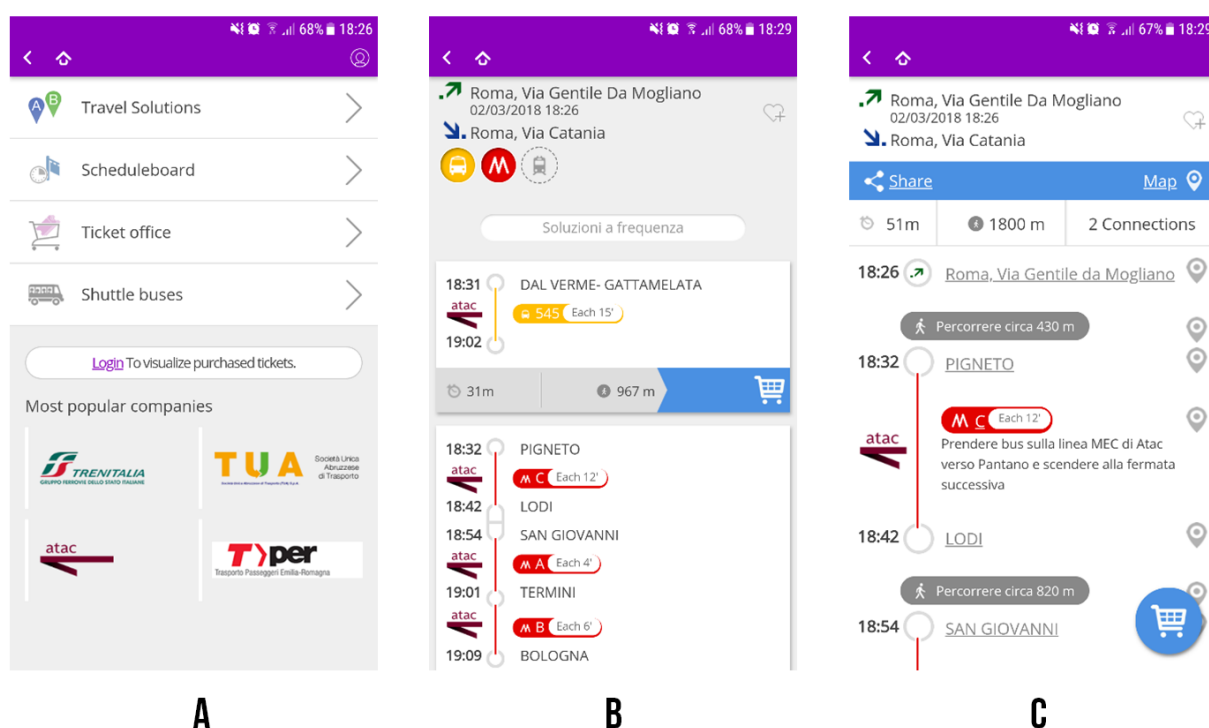 68% 18:26
A B
Travel Solutions
Scheduleboard
Ticket office
Shuttle buses
Login To visualize purchased tickets.
Most popular companies
TRENITALIA
GRUPPO FERROVIE DELLO STATO ITALIANE
TUA
Società Unica
Abruzzese
di Trasporto
atac
T>per
Trasporto Passeggeri Emilia-Romagna
A
68% 18:29
Roma, Via Gentile Da Mogliano
02/03/2018 18:26
Roma, Via Catania
M
Soluzioni a frequenza
18:31 DAL VERME- GATTAMELATA
atac 545 Each 15'
19:02
31m 967 m
18:32 PIGNETO
atac M C Each 12'
18:42 LODI
18:54 SAN GIOVANNI
atac M A Each 4'
19:01 TERMINI
atac M B Each 6'
19:09 BOLOGNA
B
67% 18:29
Roma, Via Gentile Da Mogliano
02/03/2018 18:26
Roma, Via Catania
Share Map
51m 1800 m 2 Connections
18:26 Roma, Via Gentile da Mogliano
Percorrere circa 430 m
18:32 PIGNETO
M C Each 12'
atac
Prendere bus sulla linea MEC di Atac
verso Pantano e scendere alla fermata
successiva
18:42 LODI
Percorrere circa 820 m
18:54 SAN GIOVANNI
C